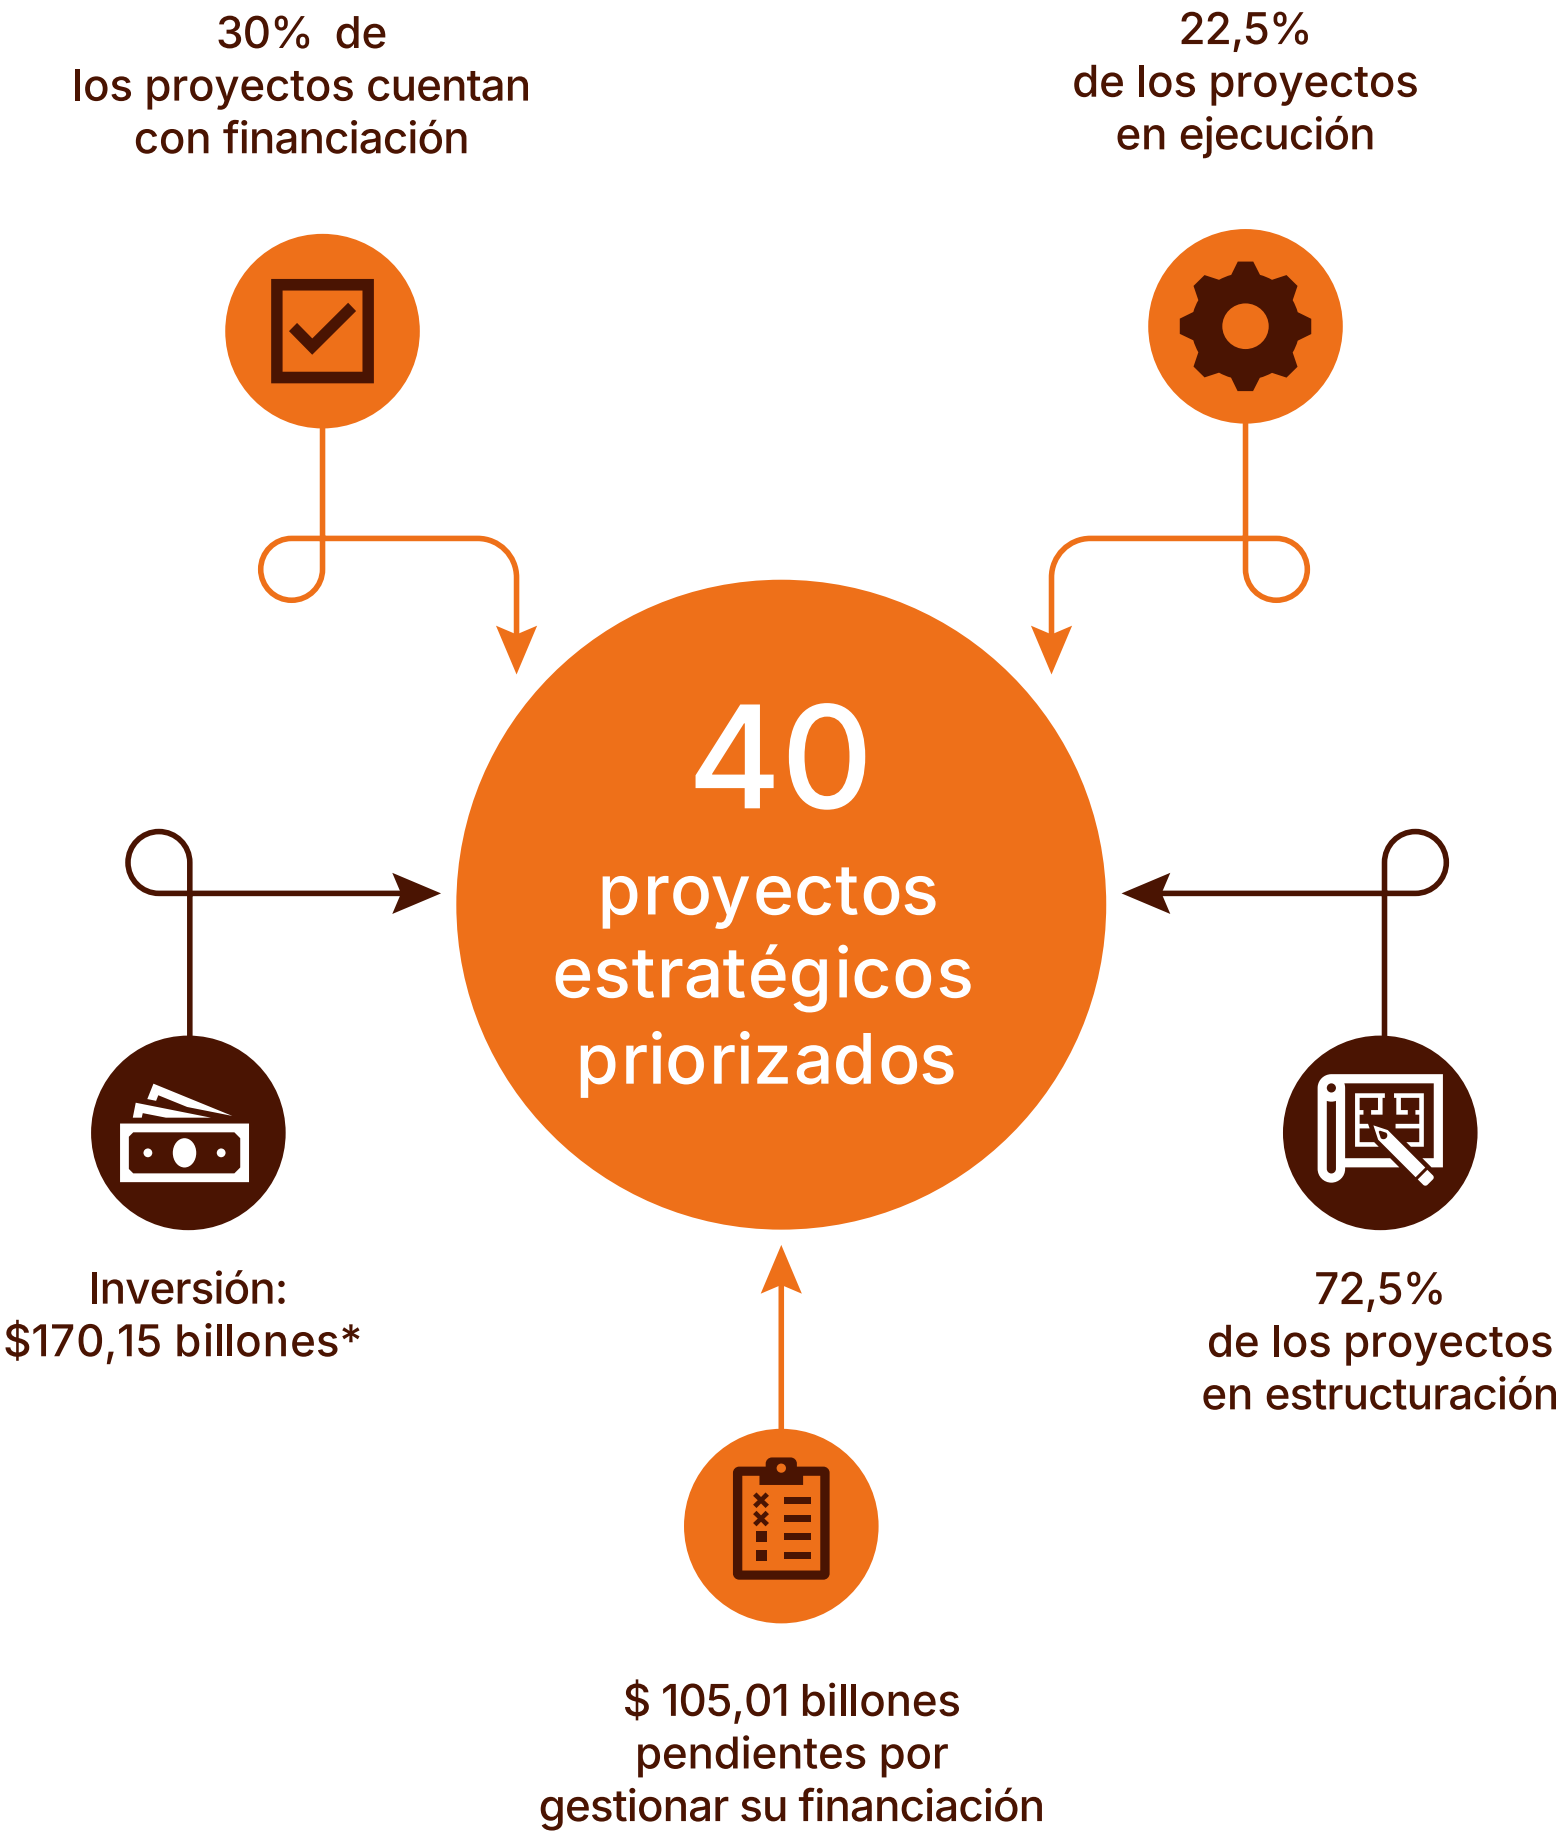 30% de
los proyectos cuentan
con financiación
22,5%
de los proyectos
en ejecución
40
proyectos
estratégicos
priorizados
Inversión:
$170,15 billones*
72,5%
de los proyectos
en estructuración
$ 105,01 billones
pendientes por
gestionar su financiación